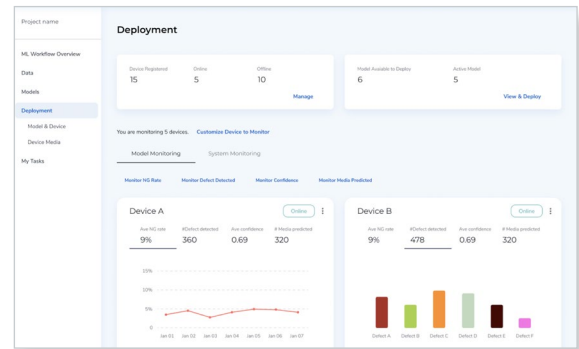 Project name
ML Workflow Overview
Data
Models
Deployment
Model & Device
Device Media
My Tasks
Deployment
Device Registered Online Offline
15 5 10
Manage
Model Available to Deploy Active Model
6 5
View & Deploy
You are monitoring 5 devices. Customize Device to Monitor
Model Monitoring System Monitoring
Monitor NG Rate Monitor Defect Detected Monitor Confidence Monitor Media Predicted
Device A Online
Ave NG rate #Defect detected Ave confidence # Media predicted
9% 360 0.69 320
15%
10%
5%
0
Jan 01 Jan 02 Jan 03 Jan 04 Jan 05 Jan 06 Jan 07
Device B Online
Ave NG rate #Defect detected Ave confidence # Media predicted
9% 478 0.69 320
Defect A Defect B Defect C Defect D Defect E Defect F